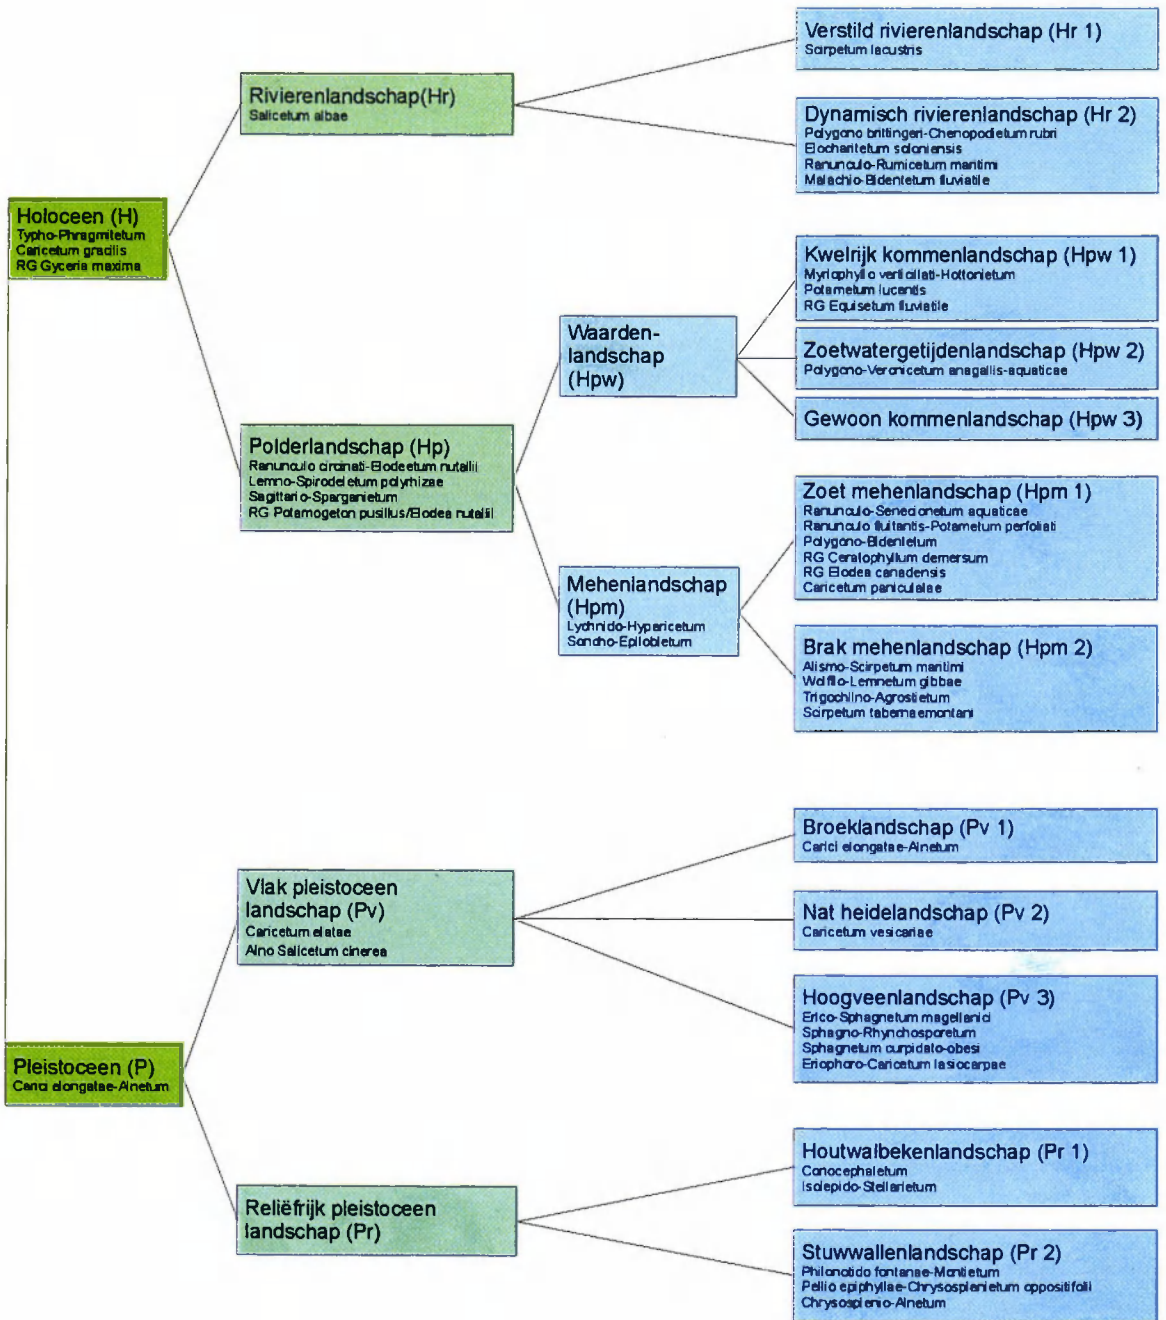 Verstild rivierenlandschap (Hr 1)
Scirpetum lacustris
Rivierenlandschap(Hr)
Salicetum albae
Dynamisch rivierenlandschap (Hr 2)
Polygono brittingeri-Chenopodietum rubri
Eleocharitetum soloniensis
Ranunculo-Rumicetum maritimi
Malachio-Bidentetum fluviatile
Holoceen (H)
Typho-Phragmitetum
Caricetum gracilis
RG Glyceria maxima
Kwelrijk kommenlandschap (Hpw 1)
Myriophyllo verticillati-Hottonietum
Potametum lucentis
RG Equisetum fluviatile
Waarden-
landschap
(Hpw)
Zoetwatergetijdenlandschap (Hpw 2)
Polygono-Veronicetum anagallis-aquaticae
Gewoon kommenlandschap (Hpw 3)
Polderlandschap (Hp)
Ranunculo circinati-Elodeetum nutallii
Lemno-Spirodeletum polyrhizae
Sagittario-Sparganietum
RG Potamogeton pusillus/Elodea nutallii
Zoet mehenlandschap (Hpm 1)
Ranunculo-Senecionetum aquaticae
Ranunculo fluitantis-Potametum perfoliati
Polygono-Bidentetum
RG Ceratophyllum demersum
RG Elodea canadensis
Caricetum paniculatae
Mehenlandschap
(Hpm)
Lychnido-Hypericetum
Soncho-Epilobietum
Brak mehenlandschap (Hpm 2)
Alismo-Scirpetum maritimi
Wolffio-Lemnetum gibbae
Trigochlino-Agrostietum
Scirpetum tabernaemontani
Broeklandschap (Pv 1)
Carici elongatae-Alnetum
Vlak pleistoceen
landschap (Pv)
Caricetum elatae
Alno Salicetum cinerea
Nat heidelandschap (Pv 2)
Caricetum vesicariae
Hoogveenlandschap (Pv 3)
Erico-Sphagnetum magellanici
Sphagno-Rhynchosporetum
Sphagnetum curpidato-obesi
Eriophoro-Caricetum lasiocarpae
Pleistoceen (P)
Carici elongatae-Alnetum
Houtwalbekenlandschap (Pr 1)
Conocephaletum
Isolepido-Stellarietum
Reliëfrijk pleistoceen
landschap (Pr)
Stuwwallenlandschap (Pr 2)
Philonotido fontanae-Montietum
Pellio epiphyllae-Chrysosplenietum oppositifolii
Chrysosplenio-Alnetum